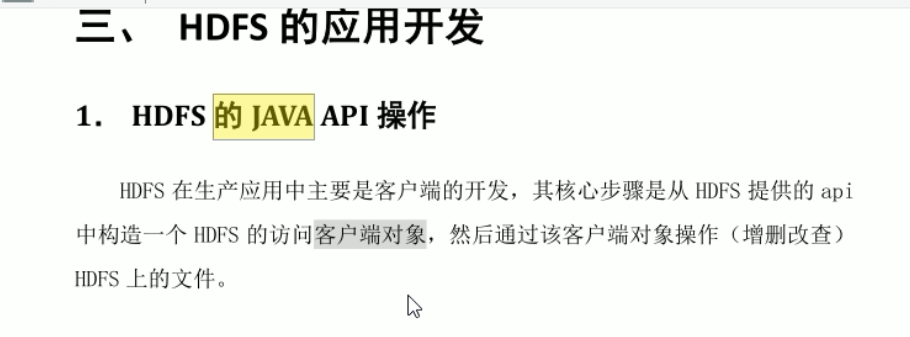 三、 HDFS 的应用开发
1. HDFS 的 JAVA API 操作
HDFS 在生产应用中主要是客户端的开发，其核心步骤是从 HDFS 提供的 api
中构造一个 HDFS 的访问客户端对象，然后通过该客户端对象操作（增删改查）
HDFS 上的文件。